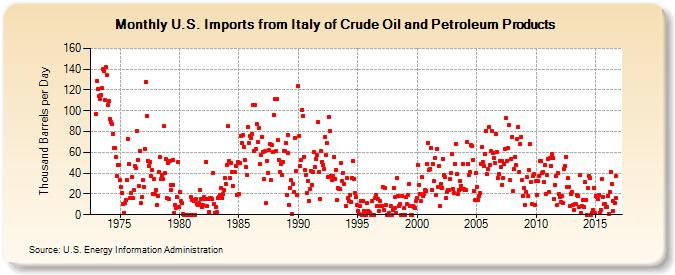 Monthly U.S. Imports from Italy of Crude Oil and Petroleum Products
Thousand Barrels per Day
160
140
120
100
80
60
40
20
0
1975 1980 1985 1990 1995 2000 2005 2010 2015
Source: U.S. Energy Information Administration